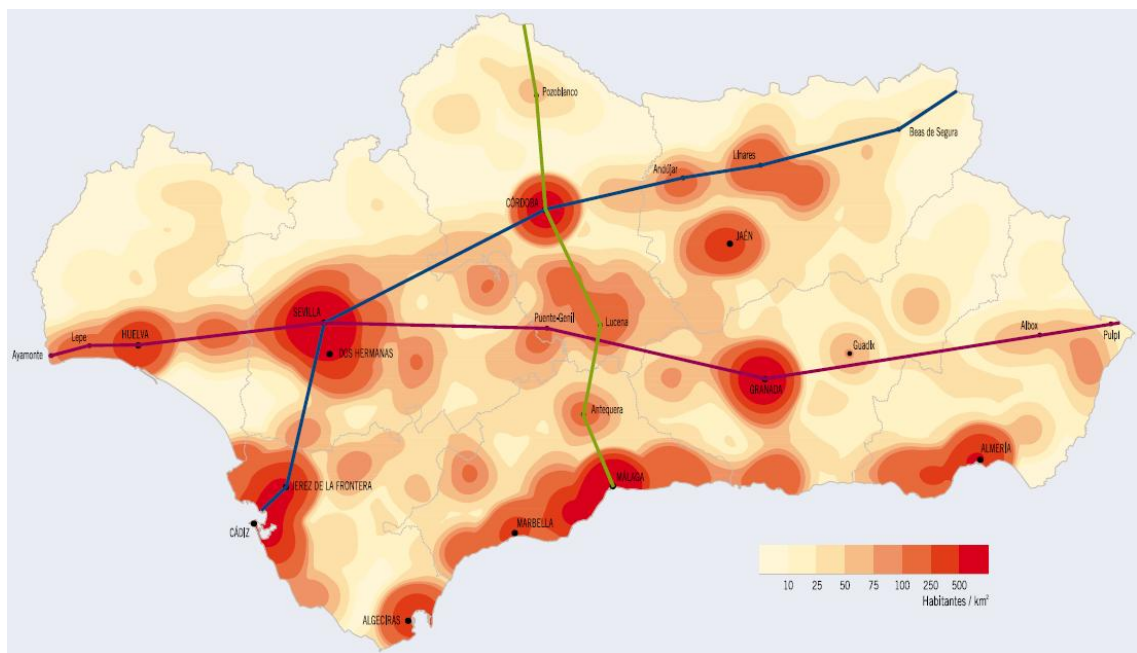 Pozoblanco
Beas de Segura
Linares
Andújar
CÓRDOBA
JAÉN
SEVILLA
Puente-Genil
Lucena
Albox
Pulpí
Lepe
HUELVA
Ayamonte
DOS HERMANAS
Guadix
GRANADA
Antequera
ALMERÍA
MÁLAGA
JEREZ DE LA FRONTERA
CÁDIZ
MARBELLA
ALGECIRAS
10 25 50 75 100 250 500
Habitantes / km²